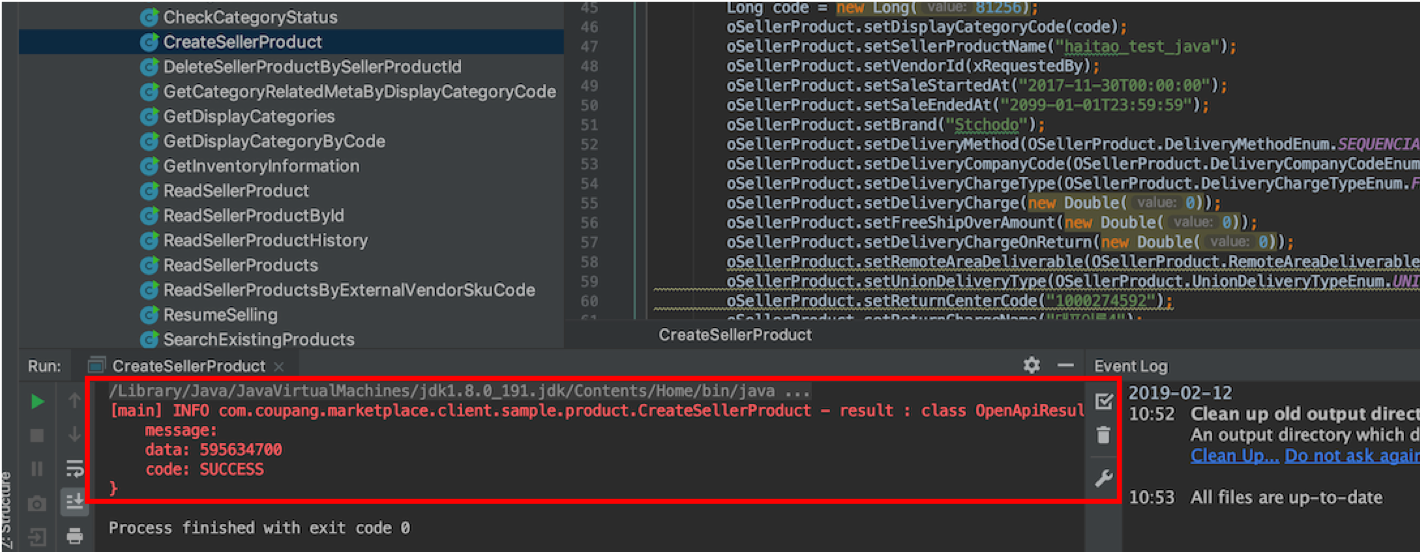 CheckCategoryStatus
CreateSellerProduct
DeleteSellerProductBySellerProductId
GetCategoryRelatedMetaByDisplayCategoryCode
GetDisplayCategories
GetDisplayCategoryByCode
GetInventoryInformation
ReadSellerProduct
ReadSellerProductById
ReadSellerProductHistory
ReadSellerProducts
ReadSellerProductsByExternalVendorSkuCode
ResumeSelling
SearchExistingProducts
45 Long code = new Long( value: 81256);
46 oSellerProduct.setDisplayCategoryCode(code);
47 oSellerProduct.setSellerProductName("haitao_test_java");
48 oSellerProduct.setVendorId(xRequestedBy);
49 oSellerProduct.setSaleStartedAt("2017-11-30T00:00:00");
50 oSellerProduct.setSaleEndedAt("2099-01-01T23:59:59");
51 oSellerProduct.setBrand("Stchodo");
52 oSellerProduct.setDeliveryMethod(OSellerProduct.DeliveryMethodEnum.SEQUENCIA
53 oSellerProduct.setDeliveryCompanyCode(OSellerProduct.DeliveryCompanyCodeEnum
54 oSellerProduct.setDeliveryChargeType(OSellerProduct.DeliveryChargeTypeEnum.F
55 oSellerProduct.setDeliveryCharge(new Double( value: 0));
56 oSellerProduct.setFreeShipOverAmount(new Double( value: 0));
57 oSellerProduct.setDeliveryChargeOnReturn(new Double( value: 0));
58 oSellerProduct.setRemoteAreaDeliverable(OSellerProduct.RemoteAreaDeliverable
59 oSellerProduct.setUnionDeliveryType(OSellerProduct.UnionDeliveryTypeEnum.UNI
60 oSellerProduct.setReturnCenterCode("1000274592");
61 oSellerProduct.setReturnChargeName(
CreateSellerProduct
Run: CreateSellerProduct ×
/Library/Java/JavaVirtualMachines/jdk1.8.0_191.jdk/Contents/Home/bin/java ...
[main] INFO com.coupang.marketplace.client.sample.product.CreateSellerProduct - result : class OpenApiResul
message:
data: 595634700
code: SUCCESS
}
Process finished with exit code 0
Event Log
2019-02-12
10:52 Clean up old output direct
An output directory which d
Clean Up... Do not ask again
10:53 All files are up-to-date
Z: Structure